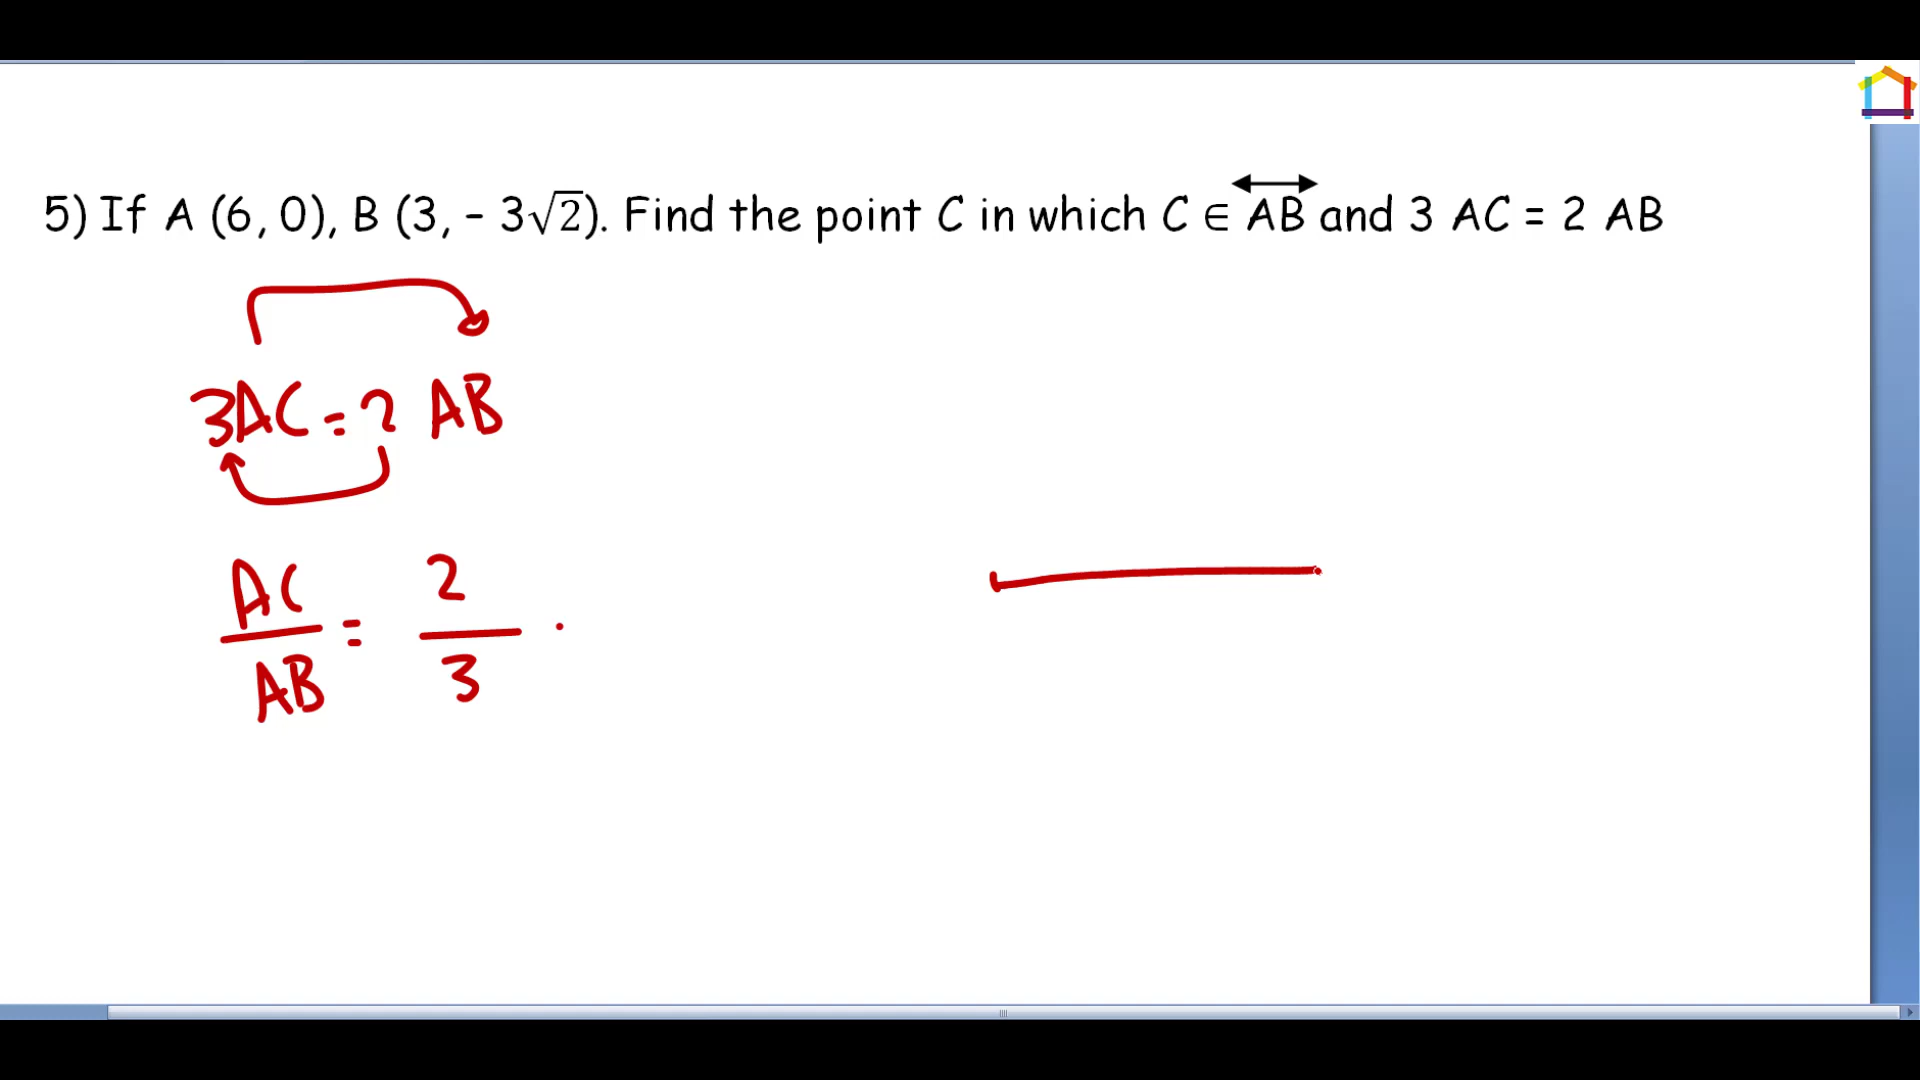 5) If A (6, 0), B (3, - 3√2). Find the point C in which C ∈ AB and 3 AC = 2 AB
3AC = 2 AB
AC/AB = 2/3 .